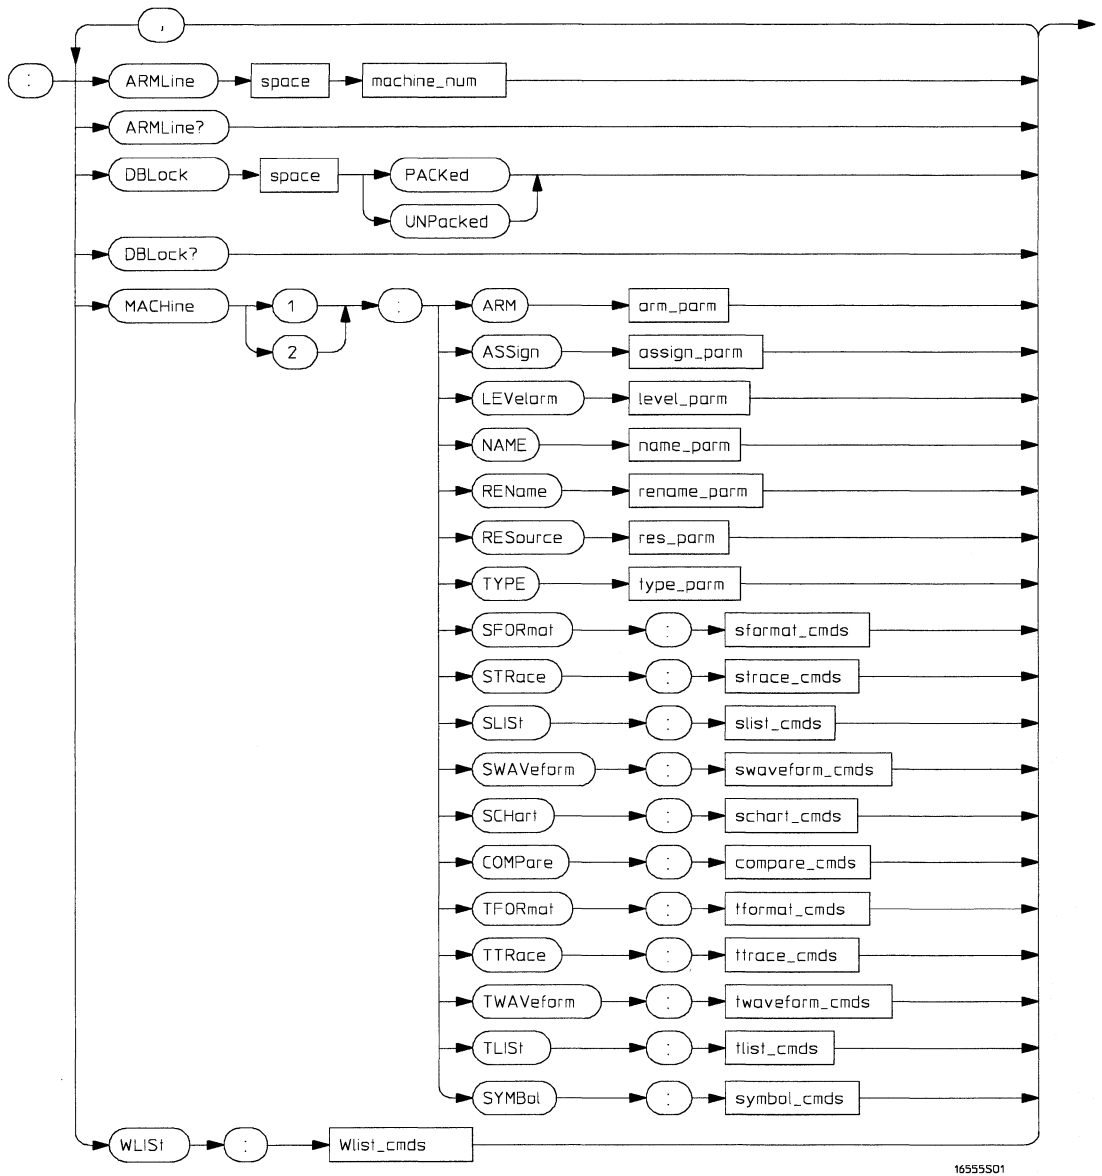 ,
: ARMLine space machine_num
ARMLine?
DBLock space PACKed
UNPacked
DBLock?
MACHine 1 : ARM arm_parm
2 ASSign assign_parm
LEVelarm level_parm
NAME name_parm
REName rename_parm
RESource res_parm
TYPE type_parm
SFORmat : sformat_cmds
STRace : strace_cmds
SLISt : slist_cmds
SWAVeform : swaveform_cmds
SCHart : schart_cmds
COMPare : compare_cmds
TFORmat : tformat_cmds
TTRace : ttrace_cmds
TWAVeform : twaveform_cmds
TLISt : tlist_cmds
SYMBol : symbol_cmds
WLISt : Wlist_cmds
16555S01